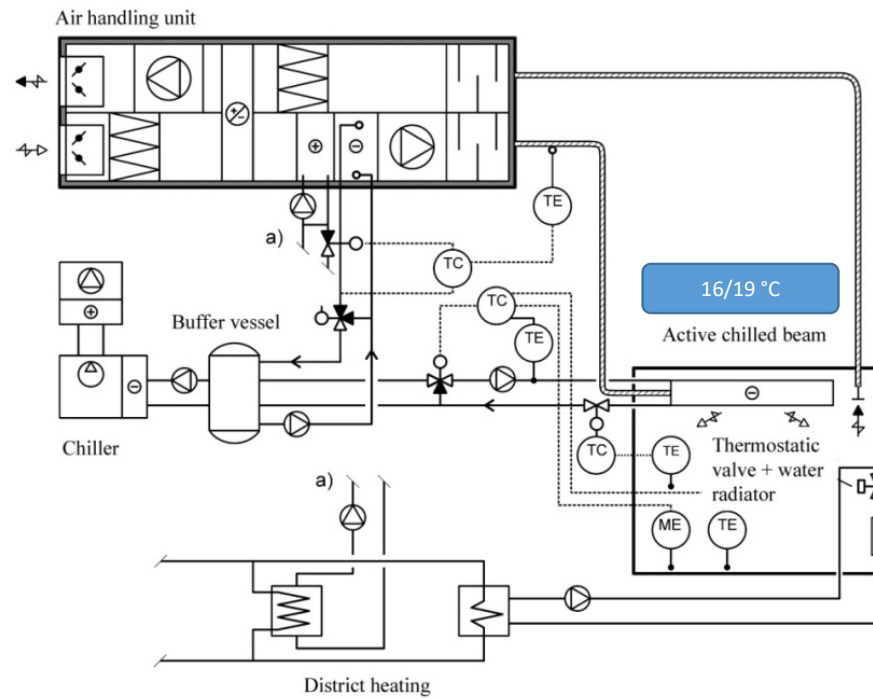 Air handling unit
TE
a)
TC
16/19 °C
TC
Buffer vessel
TE
Active chilled beam
Chiller
TC
TE
Thermostatic
valve + water
radiator
a)
ME
TE
District heating